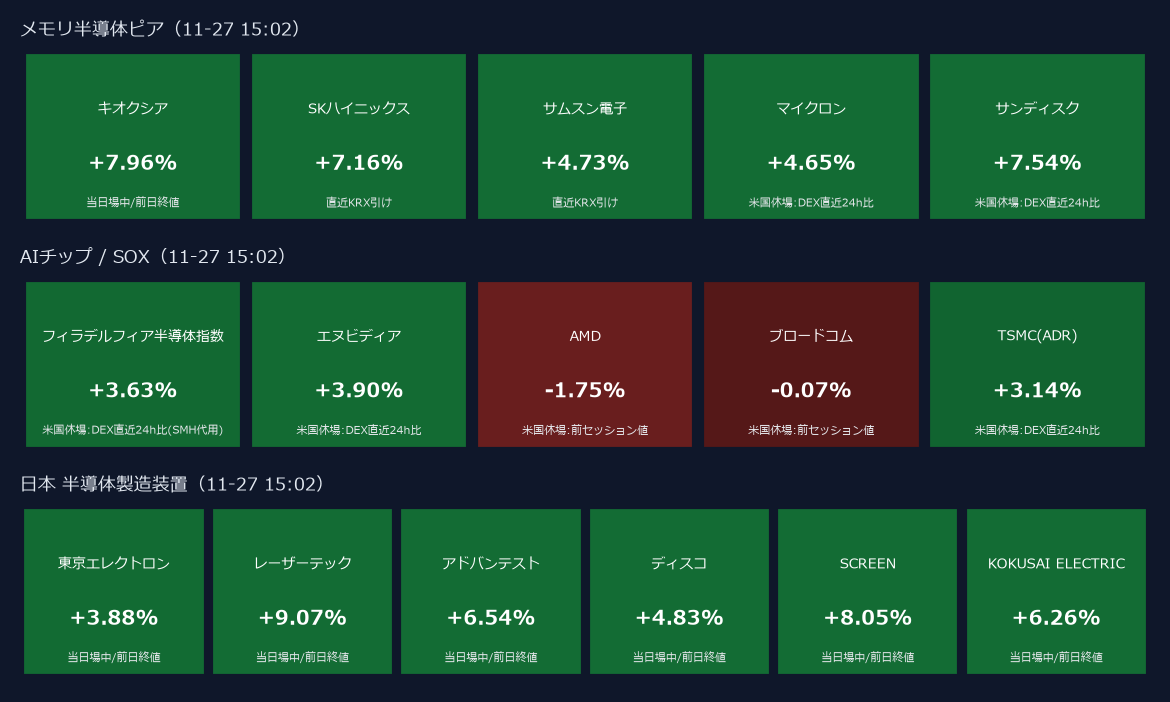 メモリ半導体ピア（11-27 15:02）
キオクシア
+7.96%
当日場中/前日終値
SKハイニックス
+7.16%
直近KRX引け
サムスン電子
+4.73%
直近KRX引け
マイクロン
+4.65%
米国休場:DEX直近24h比
サンディスク
+7.54%
米国休場:DEX直近24h比
AIチップ / SOX（11-27 15:02）
フィラデルフィア半導体指数
+3.63%
米国休場:DEX直近24h比(SMH代用)
エヌビディア
+3.90%
米国休場:DEX直近24h比
AMD
-1.75%
米国休場:前セッション値
ブロードコム
-0.07%
米国休場:前セッション値
TSMC(ADR)
+3.14%
米国休場:DEX直近24h比
日本 半導体製造装置（11-27 15:02）
東京エレクトロン
+3.88%
当日場中/前日終値
レーザーテック
+9.07%
当日場中/前日終値
アドバンテスト
+6.54%
当日場中/前日終値
ディスコ
+4.83%
当日場中/前日終値
SCREEN
+8.05%
当日場中/前日終値
KOKUSAI ELECTRIC
+6.26%
当日場中/前日終値